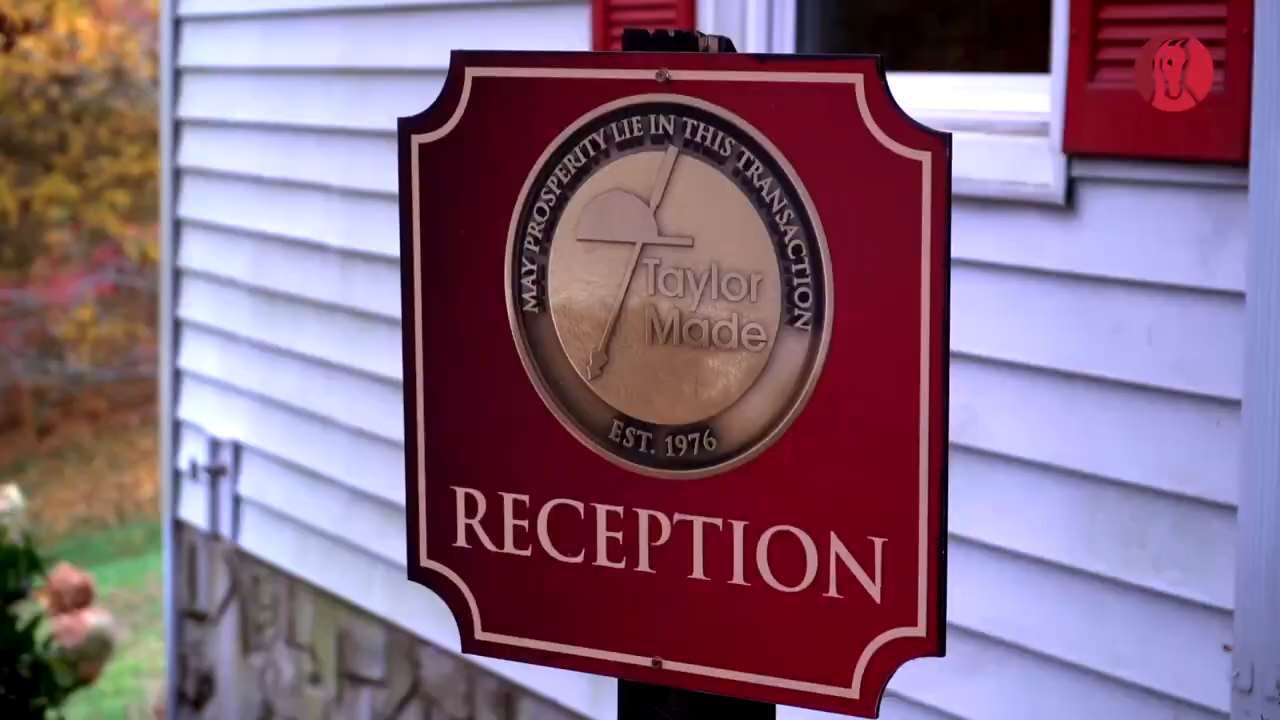 MAY PROSPERITY LIE IN THIS TRANSACTION
Taylor
Made
EST. 1976
RECEPTION